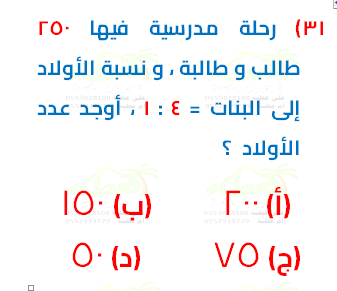 ٣١) رحلة مدرسية فيها ٢٥٠
طالب و طالبة ، و نسبة الأولاد
إلى البنات = ٤ : ١ ، أوجد عدد
الأولاد ؟
(أ) ٢٠٠ (ب) ١٥٠
(ج) ٧٥ (د) ٥٠